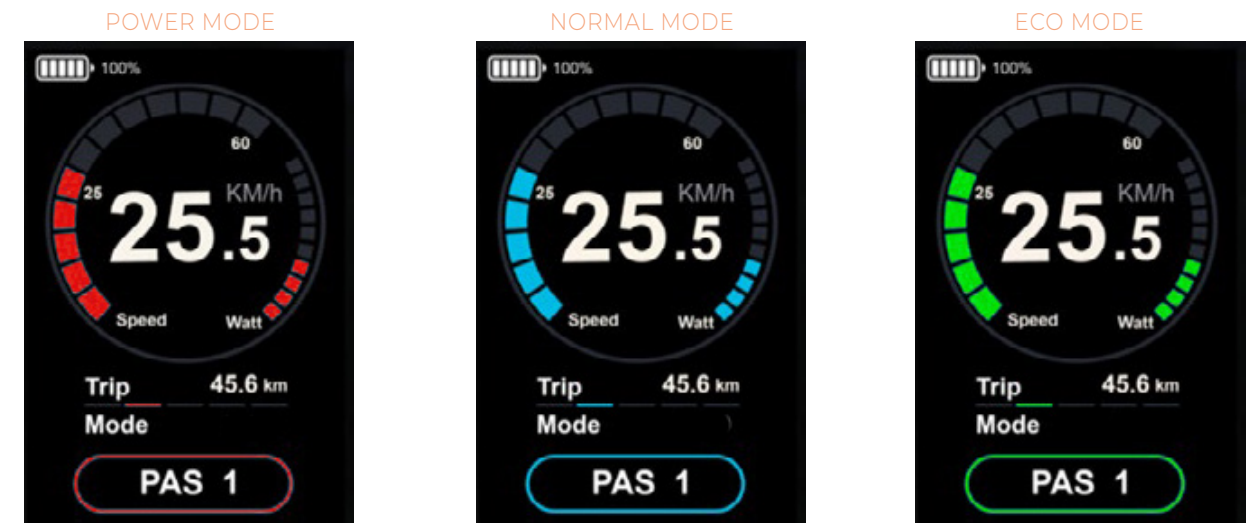 POWER MODE
100%
60
25
KM/h
25.5
Speed
Watt
Trip
45.6 km
Mode
PAS 1
NORMAL MODE
100%
60
25
KM/h
25.5
Speed
Watt
Trip
45.6 km
Mode
PAS 1
ECO MODE
100%
60
25
KM/h
25.5
Speed
Watt
Trip
45.6 km
Mode
PAS 1